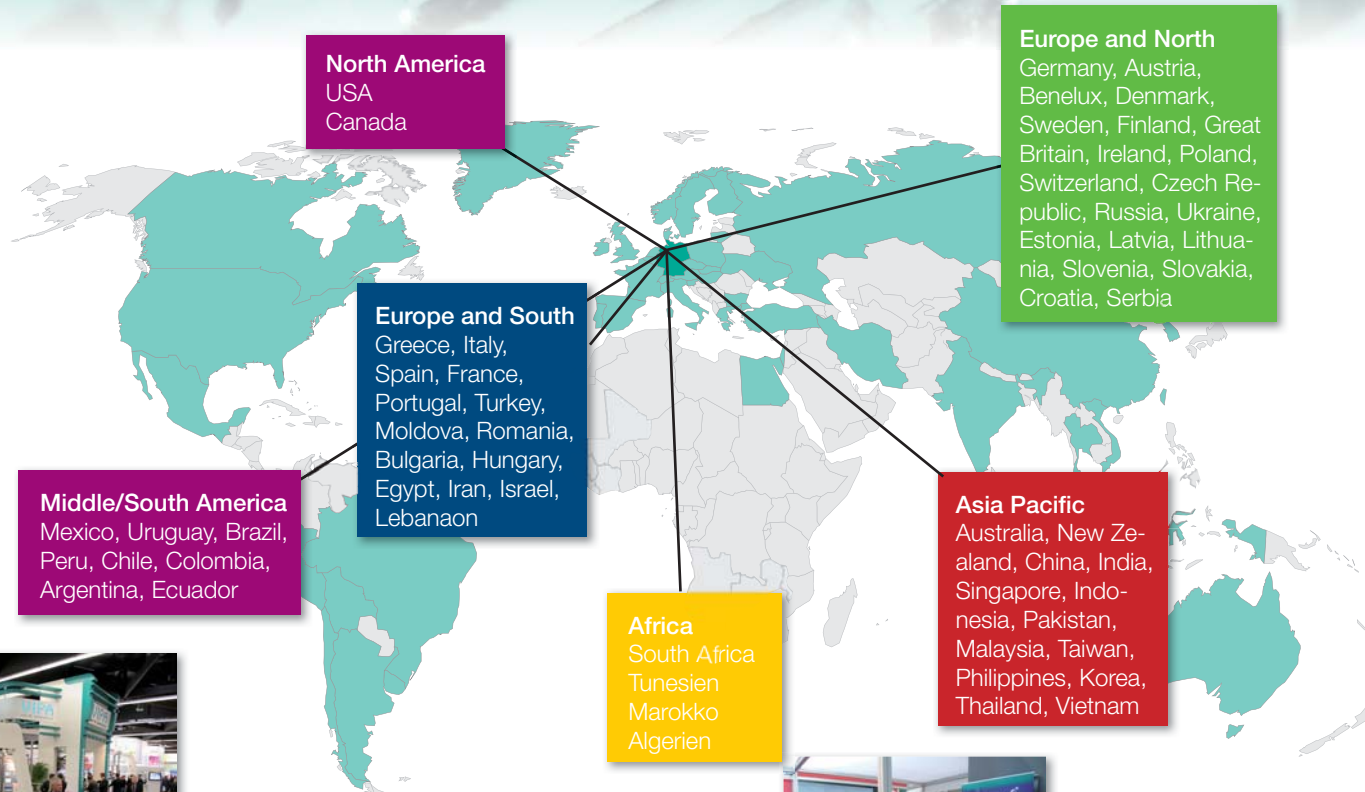 North America
USA
Canada
Europe and North
Germany, Austria,
Benelux, Denmark,
Sweden, Finland, Great
Britain, Ireland, Poland,
Switzerland, Czech Re-
public, Russia, Ukraine,
Estonia, Latvia, Lithua-
nia, Slovenia, Slovakia,
Croatia, Serbia
Europe and South
Greece, Italy,
Spain, France,
Portugal, Turkey,
Moldova, Romania,
Bulgaria, Hungary,
Egypt, Iran, Israel,
Lebanaon
Middle/South America
Mexico, Uruguay, Brazil,
Peru, Chile, Colombia,
Argentina, Ecuador
Africa
South Africa
Tunesien
Marokko
Algerien
Asia Pacific
Australia, New Ze-
aland, China, India,
Singapore, Indo-
nesia, Pakistan,
Malaysia, Taiwan,
Philippines, Korea,
Thailand, Vietnam
VIPA